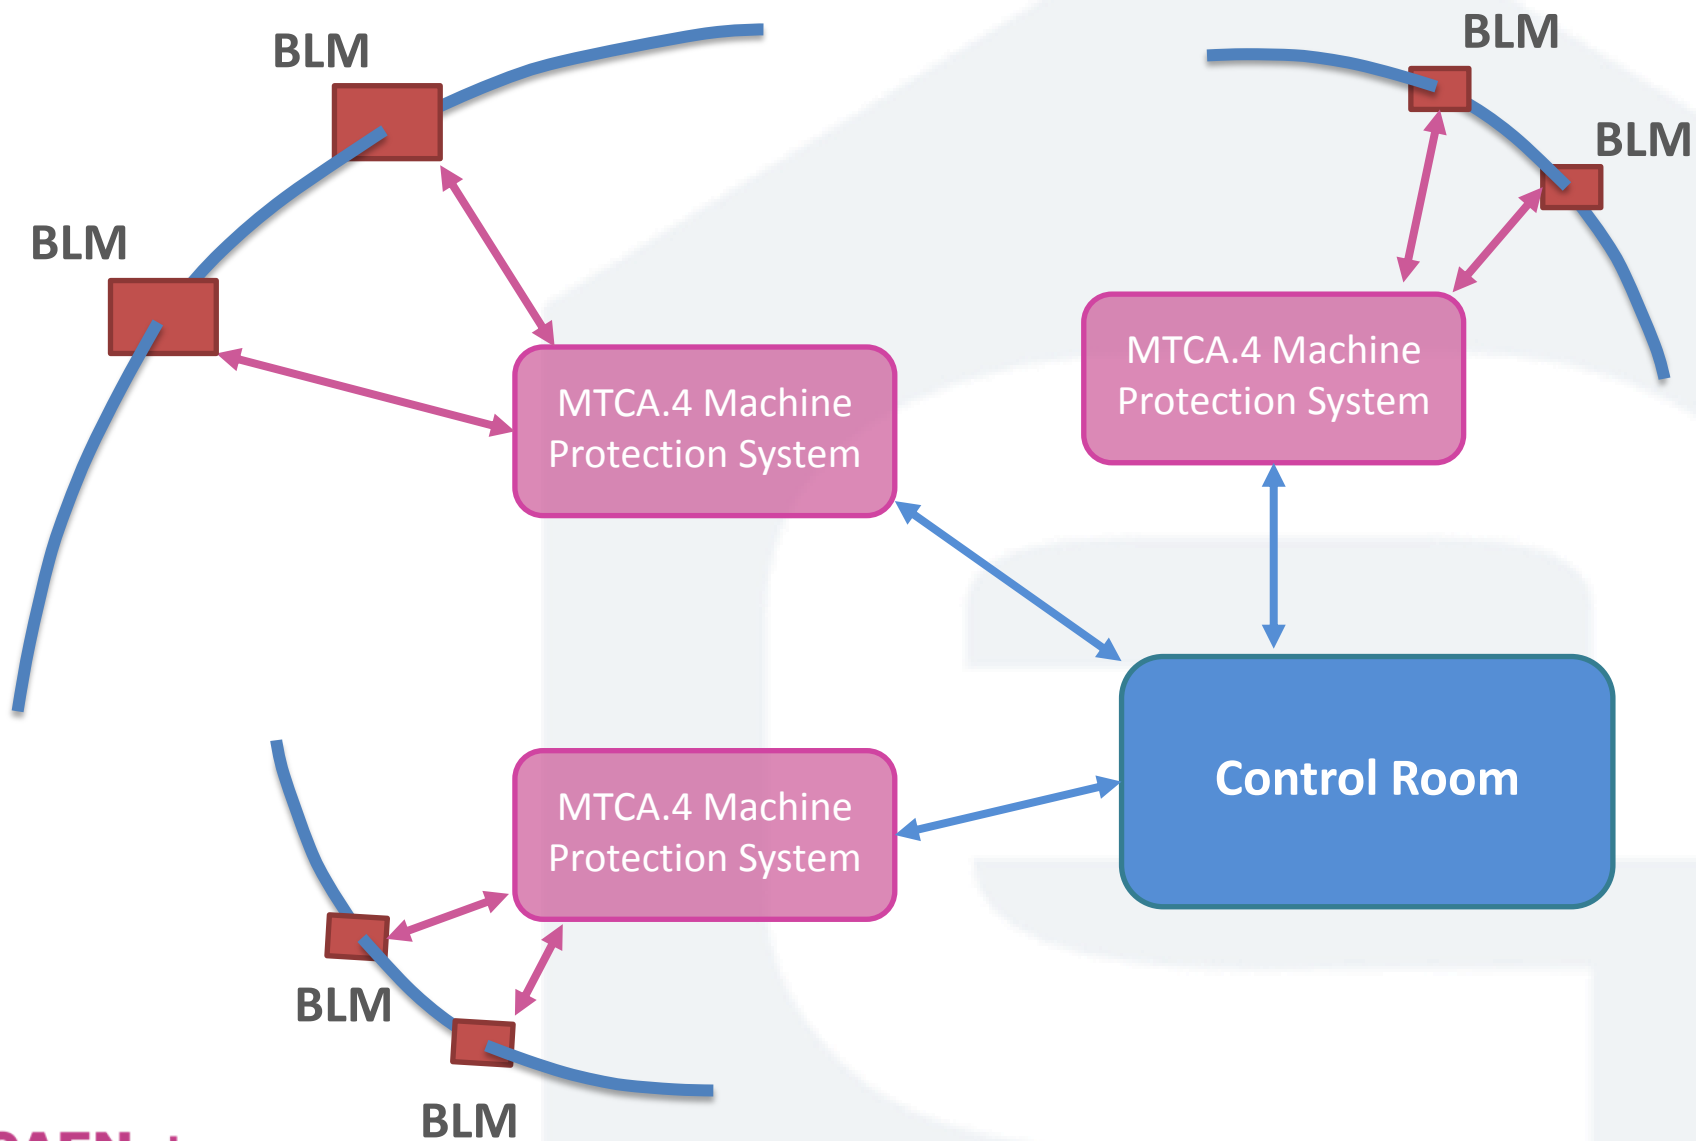 BLM
BLM
BLM
BLM
MTCA.4 Machine
Protection System
MTCA.4 Machine
Protection System
Control Room
MTCA.4 Machine
Protection System
BLM
BLM